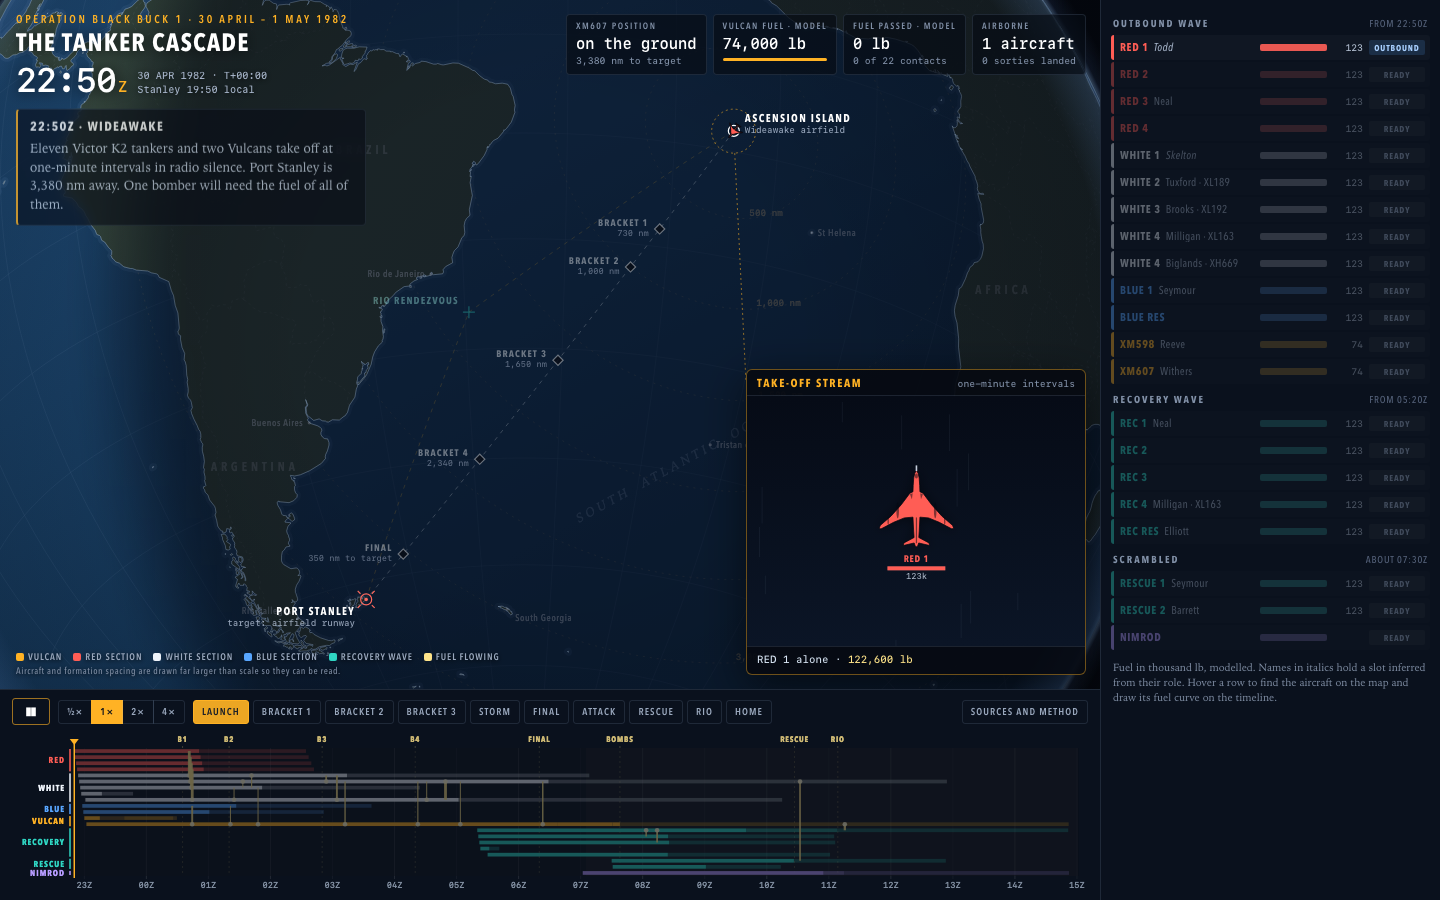 OPERATION BLACK BUCK 1 · 30 APRIL – 1 MAY 1982
THE TANKER CASCADE
22:50Z
30 APR 1982 · T+00:00
Stanley 19:50 local
22:50Z · WIDEAWAKE
Eleven Victor K2 tankers and two Vulcans take off at
one-minute intervals in radio silence. Port Stanley is
3,380 nm away. One bomber will need the fuel of all of
them.
XM607 POSITION
on the ground
3,380 nm to target
VULCAN FUEL · MODEL
74,000 lb
FUEL PASSED · MODEL
0 lb
0 of 22 contacts
AIRBORNE
1 aircraft
0 sorties landed
ASCENSION ISLAND
Wideawake airfield
500 nm
St Helena
1,000 nm
AFRICA
BRACKET 1
730 nm
BRACKET 2
1,000 nm
Rio de Janeiro
RIO RENDEZVOUS
BRACKET 3
1,650 nm
Buenos Aires
ARGENTINA
BRACKET 4
2,340 nm
Tristan
SOUTH ATLANTIC
FINAL
350 nm to target
PORT STANLEY
target: airfield runway
South Georgia
TAKE-OFF STREAM
one-minute intervals
RED 1
123k
RED 1 alone · 122,600 lb
VULCAN
RED SECTION
WHITE SECTION
BLUE SECTION
RECOVERY WAVE
FUEL FLOWING
Aircraft and formation spacing are drawn far larger than scale so they can be read.
½×
1×
2×
4×
LAUNCH
BRACKET 1
BRACKET 2
BRACKET 3
STORM
FINAL
ATTACK
RESCUE
RIO
HOME
SOURCES AND METHOD
B1 B2 B3 B4 FINAL BOMBS RESCUE RIO
RED
WHITE
BLUE
VULCAN
RECOVERY
RESCUE
NIMROD
23Z 00Z 01Z 02Z 03Z 04Z 05Z 06Z 07Z 08Z 09Z 10Z 11Z 12Z 13Z 14Z 15Z
OUTBOUND WAVE FROM 22:50Z
RED 1 Todd 123 OUTBOUND
RED 2 123 READY
RED 3 Neal 123 READY
RED 4 123 READY
WHITE 1 Skelton 123 READY
WHITE 2 Tuxford · XL189 123 READY
WHITE 3 Brooks · XL192 123 READY
WHITE 4 Milligan · XL163 123 READY
WHITE 4 Biglands · XH669 123 READY
BLUE 1 Seymour 123 READY
BLUE RES 123 READY
XM598 Reeve 74 READY
XM607 Withers 74 READY
RECOVERY WAVE FROM 05:20Z
REC 1 Neal 123 READY
REC 2 123 READY
REC 3 123 READY
REC 4 Milligan · XL163 123 READY
REC RES Elliott 123 READY
SCRAMBLED ABOUT 07:30Z
RESCUE 1 Seymour 123 READY
RESCUE 2 Barrett 123 READY
NIMROD READY
Fuel in thousand lb, modelled. Names in italics hold a slot inferred
from their role. Hover a row to find the aircraft on the map and
draw its fuel curve on the timeline.